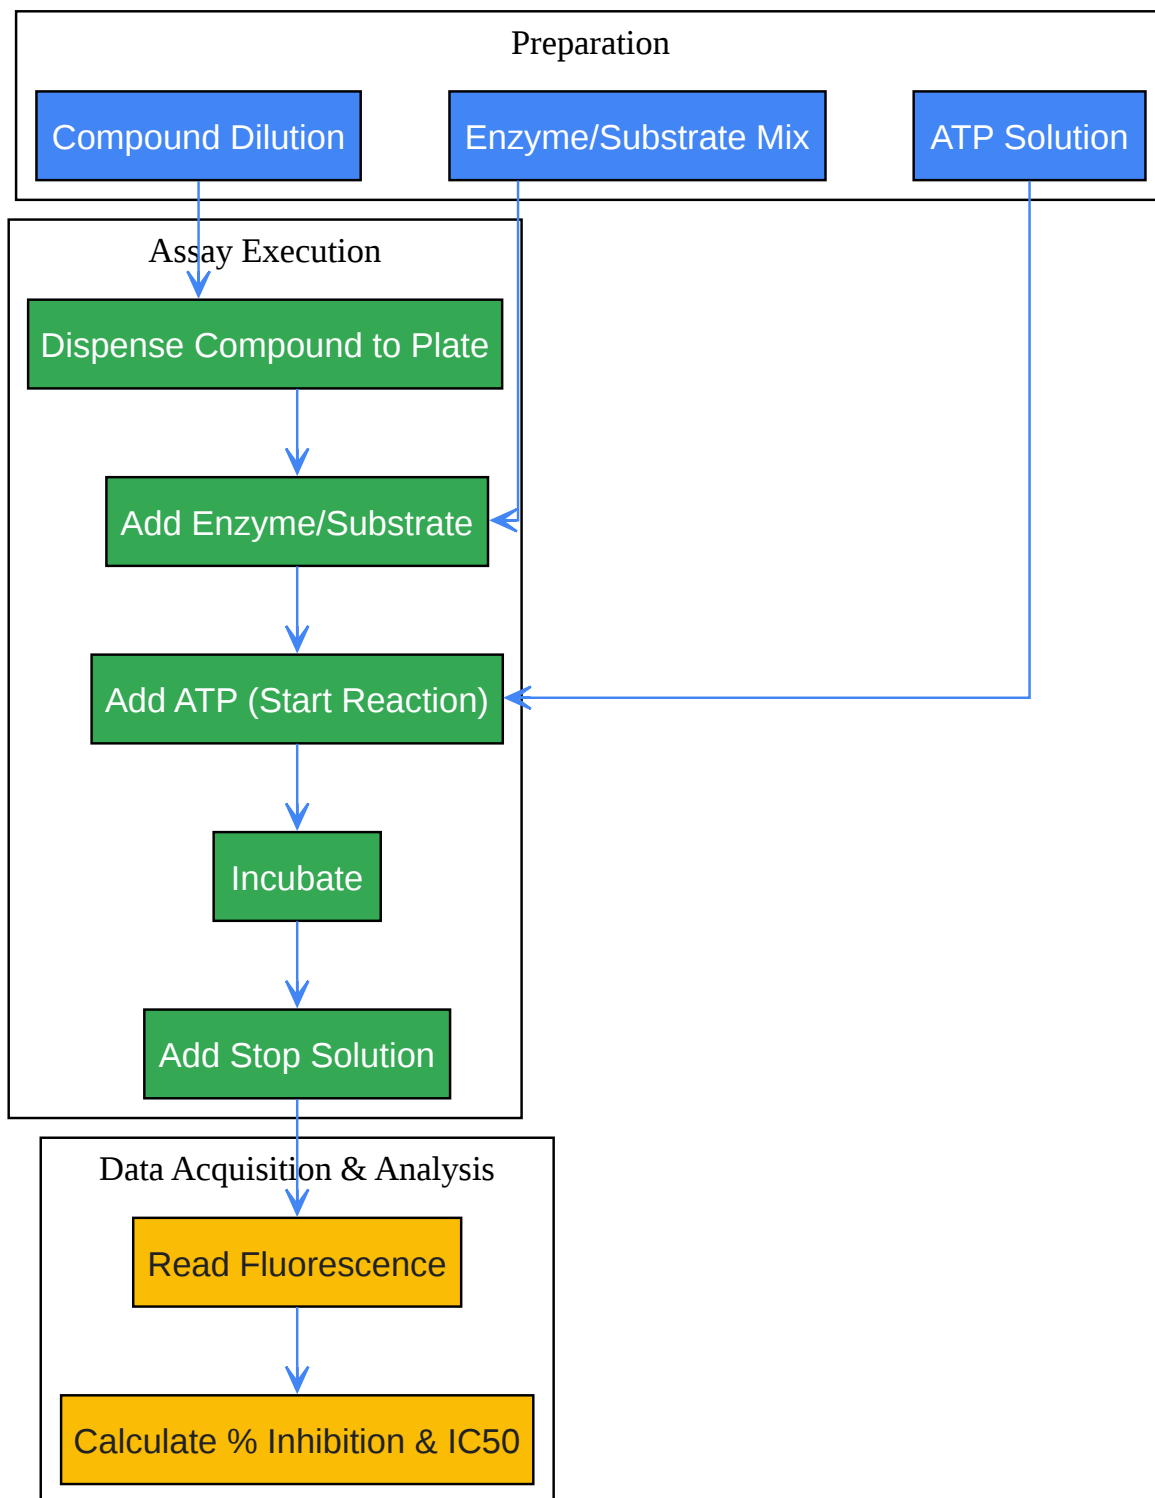 Preparation
Compound Dilution
Enzyme/Substrate Mix
ATP Solution
Assay Execution
Dispense Compound to Plate
Add Enzyme/Substrate
Add ATP (Start Reaction)
Incubate
Add Stop Solution
Data Acquisition & Analysis
Read Fluorescence
Calculate % Inhibition & IC50